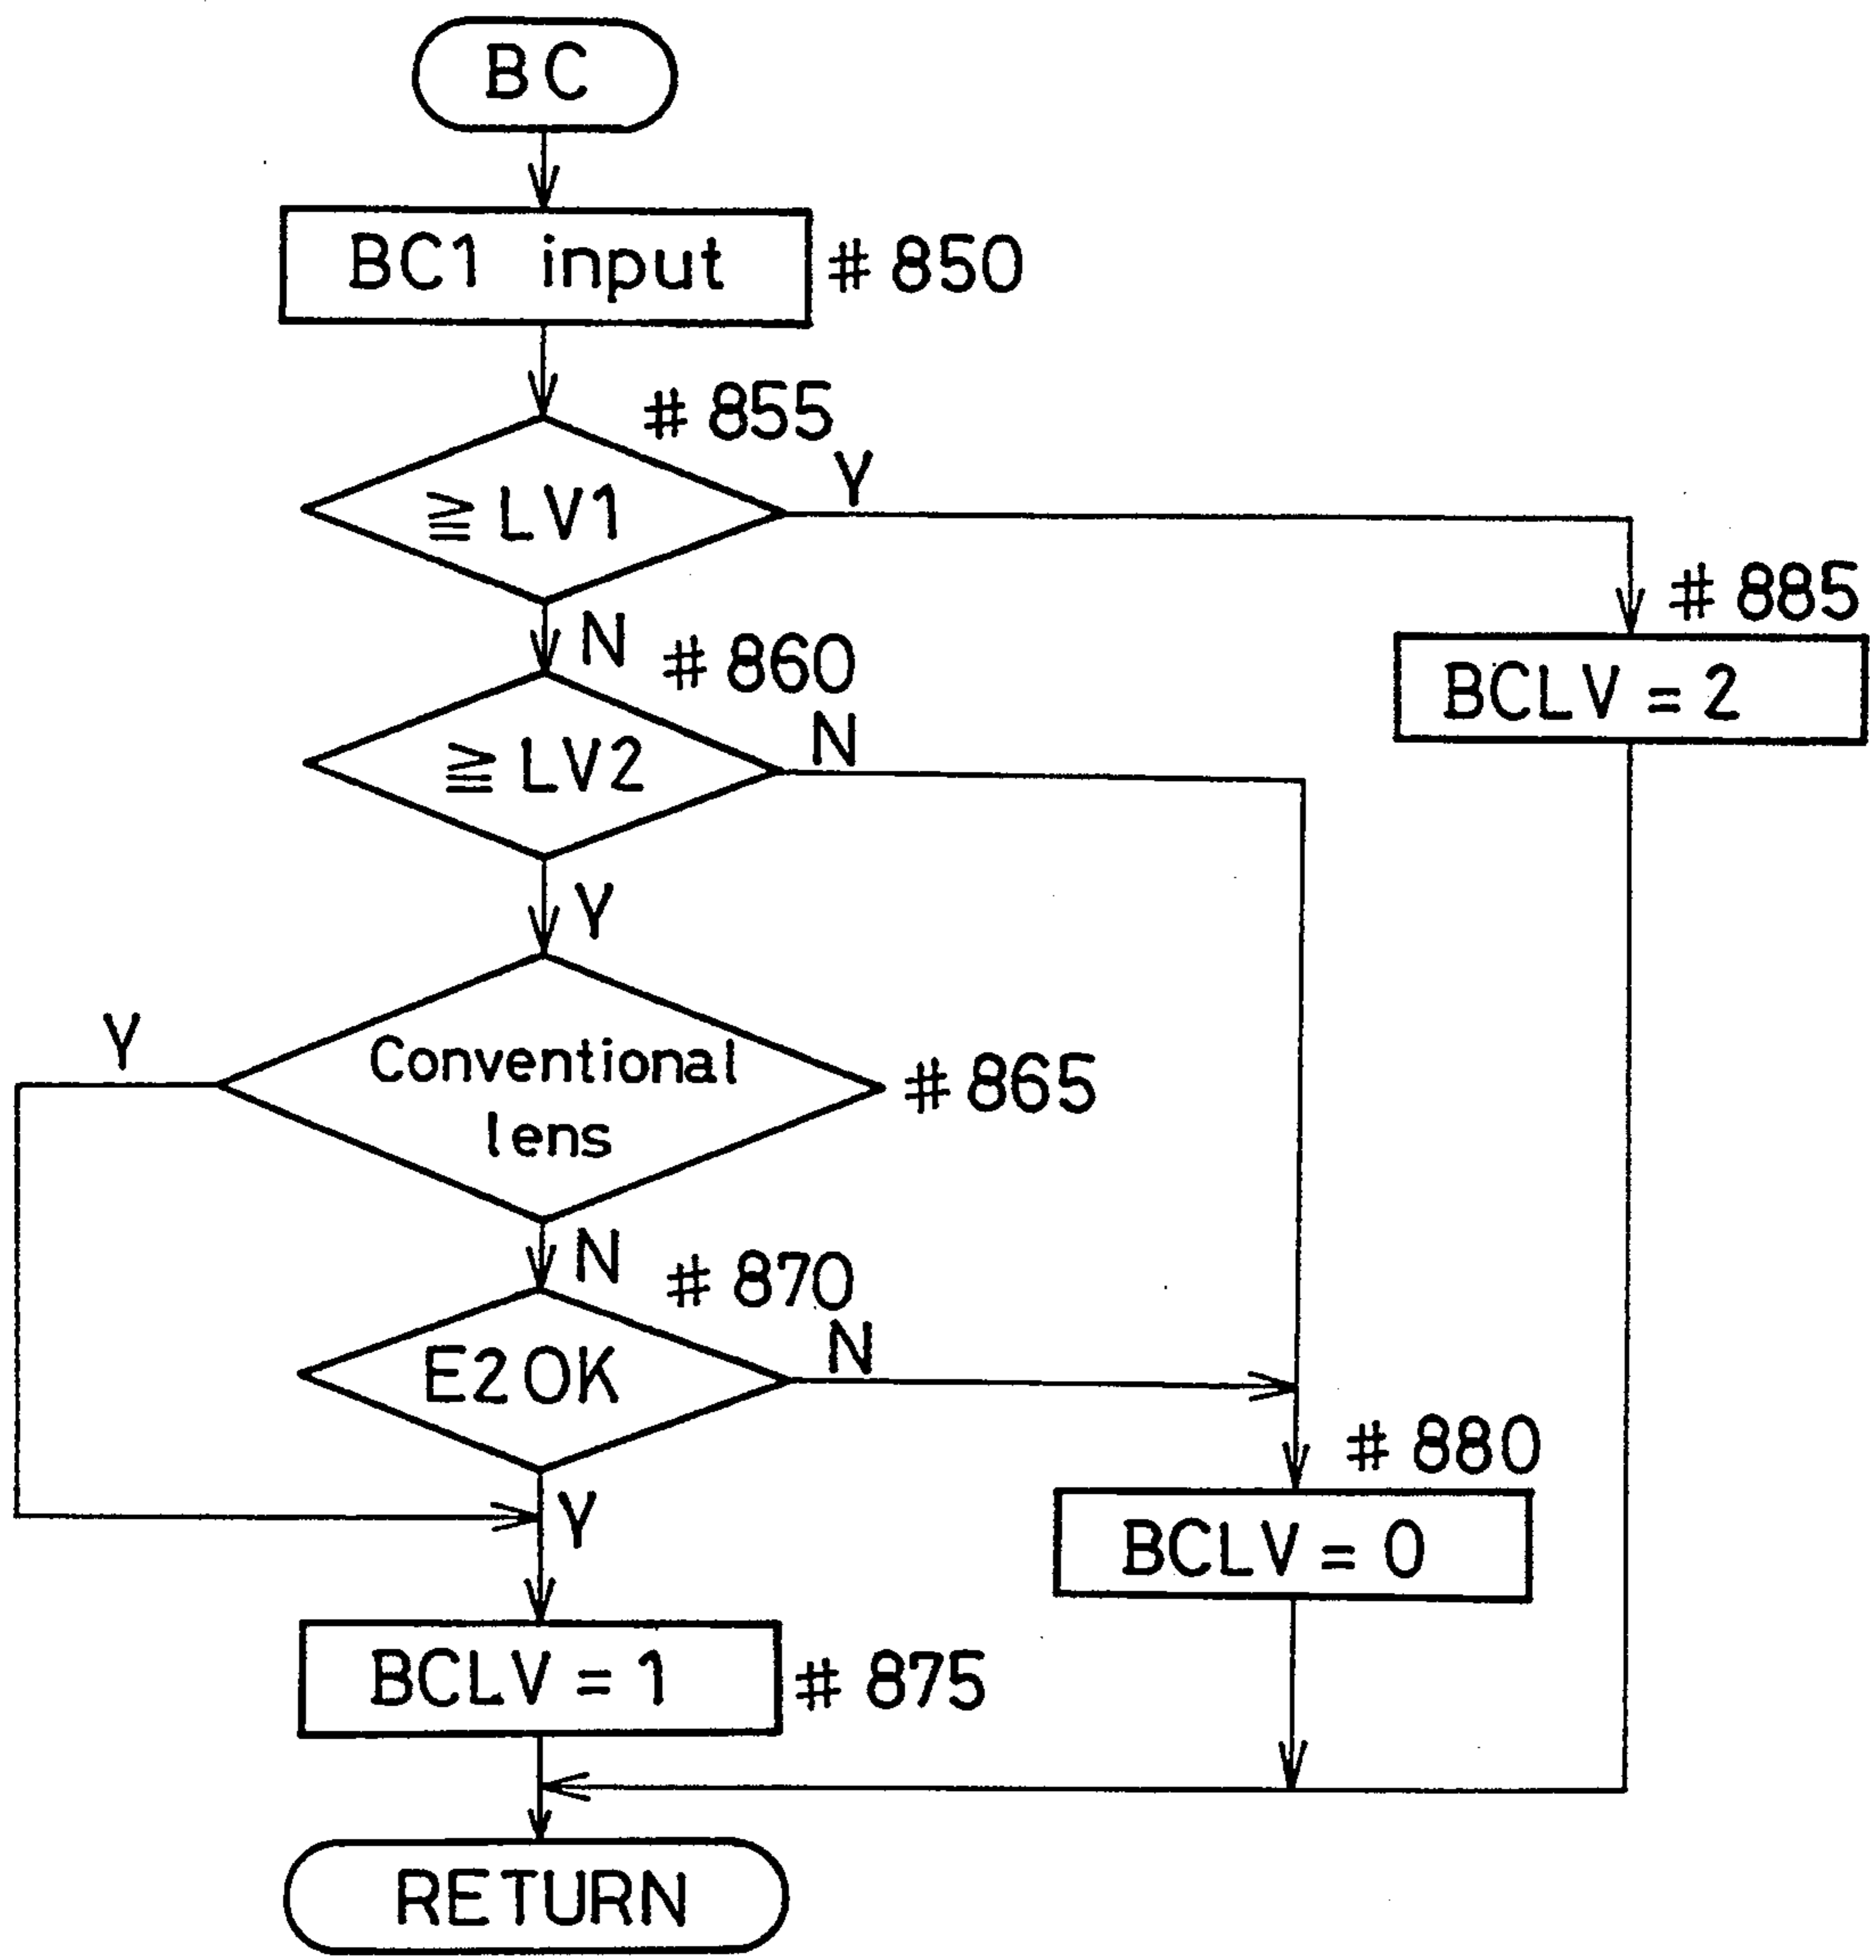 BC
BC1 input #850
#855
≧LV1
Y
N
#860
≧LV2
N
#885
BCLV=2
Y
Y
Conventional
lens
#865
N
#870
E2OK
N
Y
#880
BCLV=0
BCLV=1 #875
RETURN